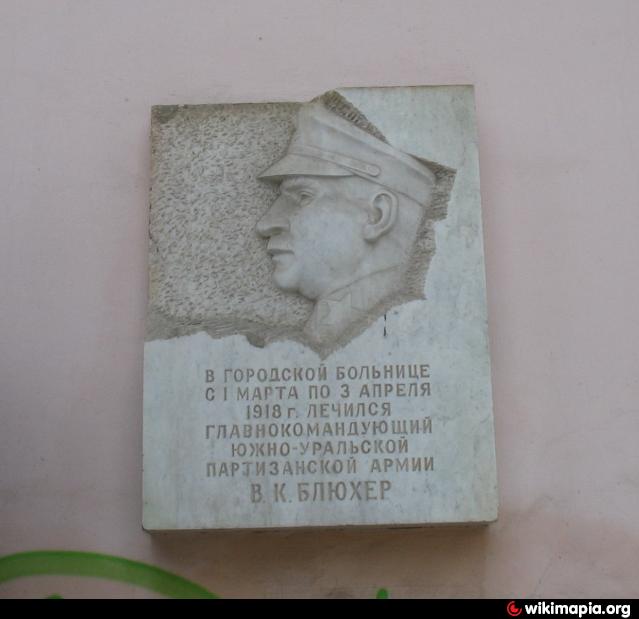 В ГОРОДСКОЙ БОЛЬНИЦЕ
С 1 МАРТА ПО 3 АПРЕЛЯ
1918 г. ЛЕЧИЛСЯ
ГЛАВНОКОМАНДУЮЩИЙ
ЮЖНО-УРАЛЬСКОЙ
ПАРТИЗАНСКОЙ АРМИИ
В. К. БЛЮХЕР
wikimapia.org